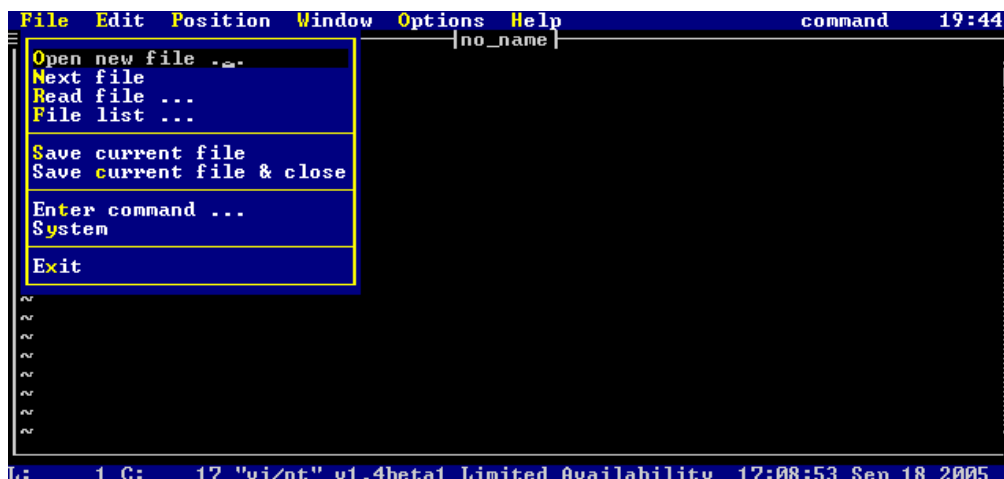 File Edit Position Window Options Help command 19:44
no_name
Open new file ...
Next file
Read file ...
File list ...
Save current file
Save current file & close
Enter command ...
System
Exit
~
~
~
~
~
~
~
~
L: 1 C: 17 "vi/nt" v1.4beta1 Limited Availability 17:08:53 Sep 18 2005